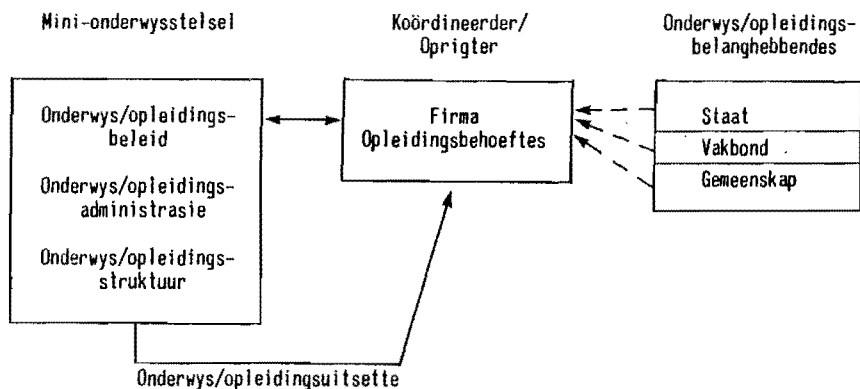 Mini-onderwysstelsel
Koördineerder/
Oprigter
Onderwys/opleidings-
belanghebbendes
Onderwys/opleidings-
beleid
Onderwys/opleidings-
administrasie
Onderwys/opleidings-
struktuur
Firma
Opleidingsbehoeftes
Staat
Vakbond
Gemeenskap
Onderwys/opleidingsuitsette